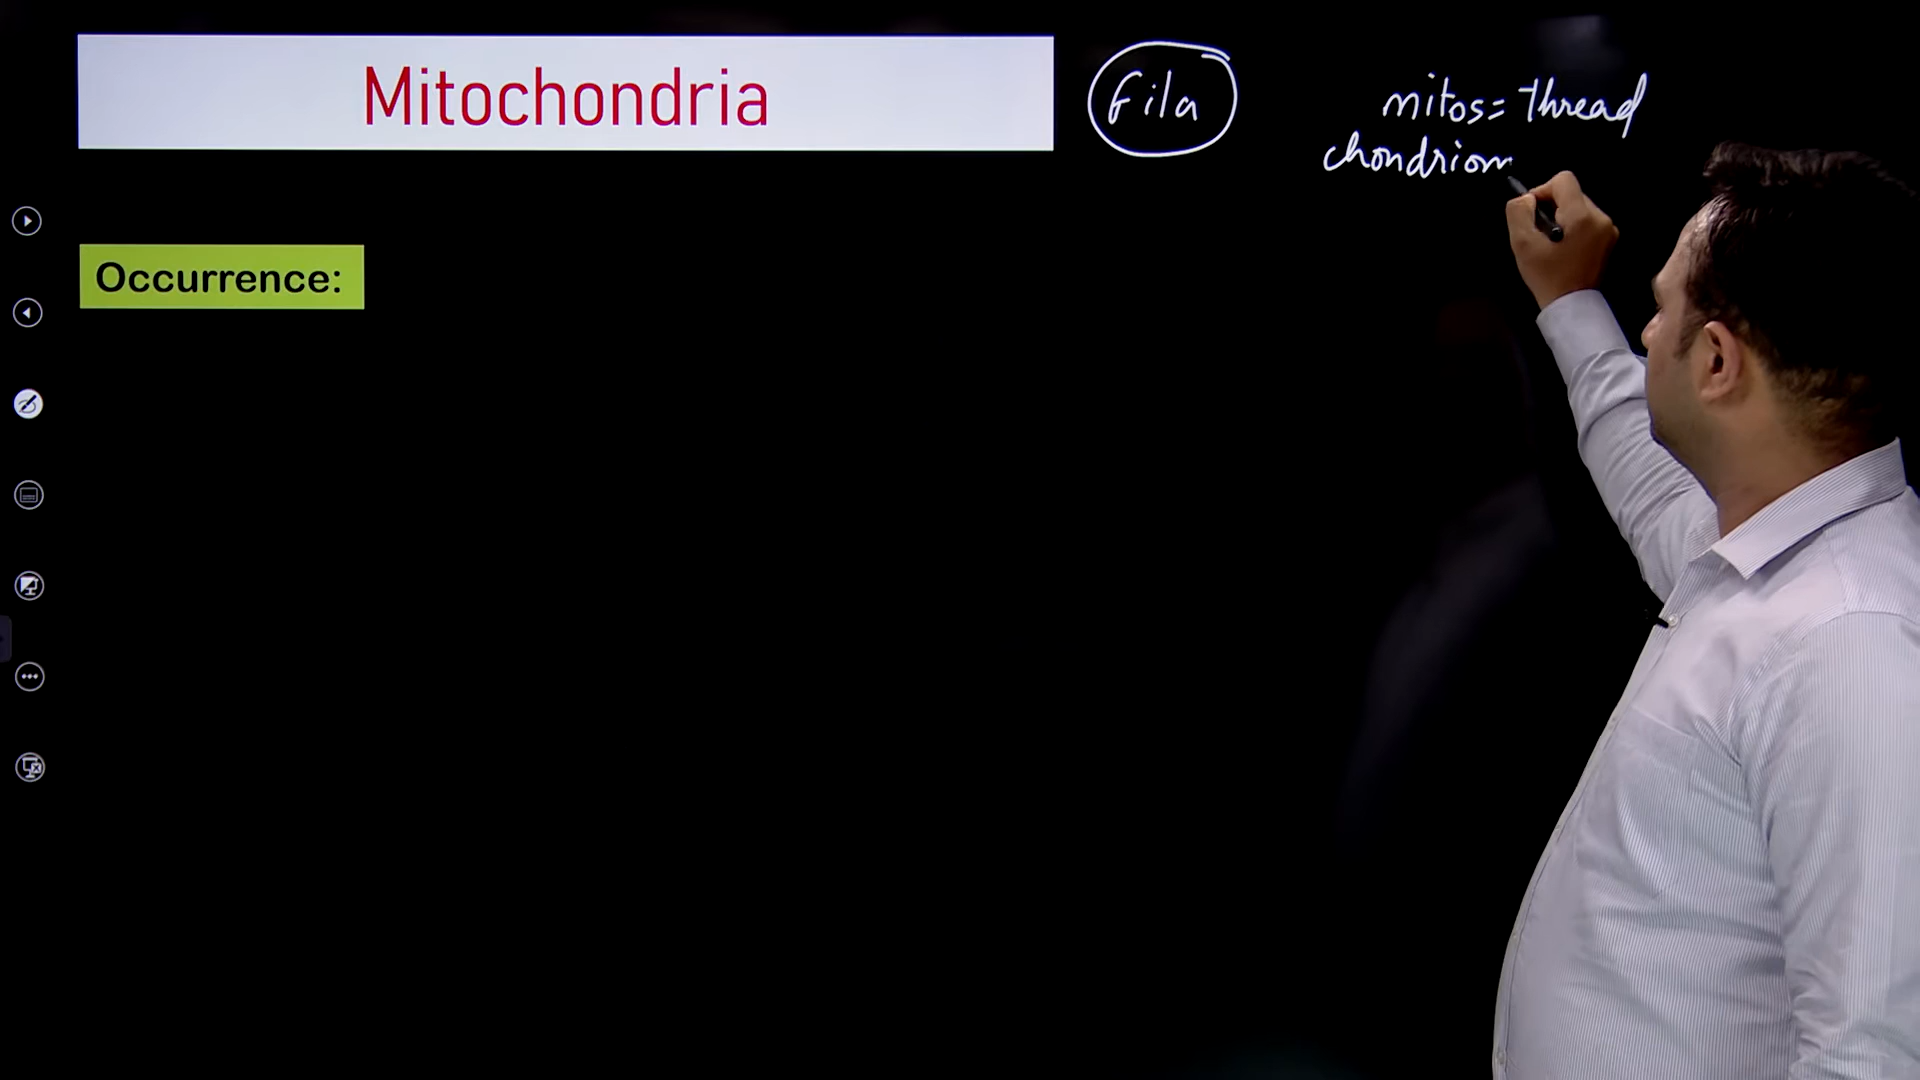 Mitochondria
Fila
mitos = Thread
chondrion
Occurrence: